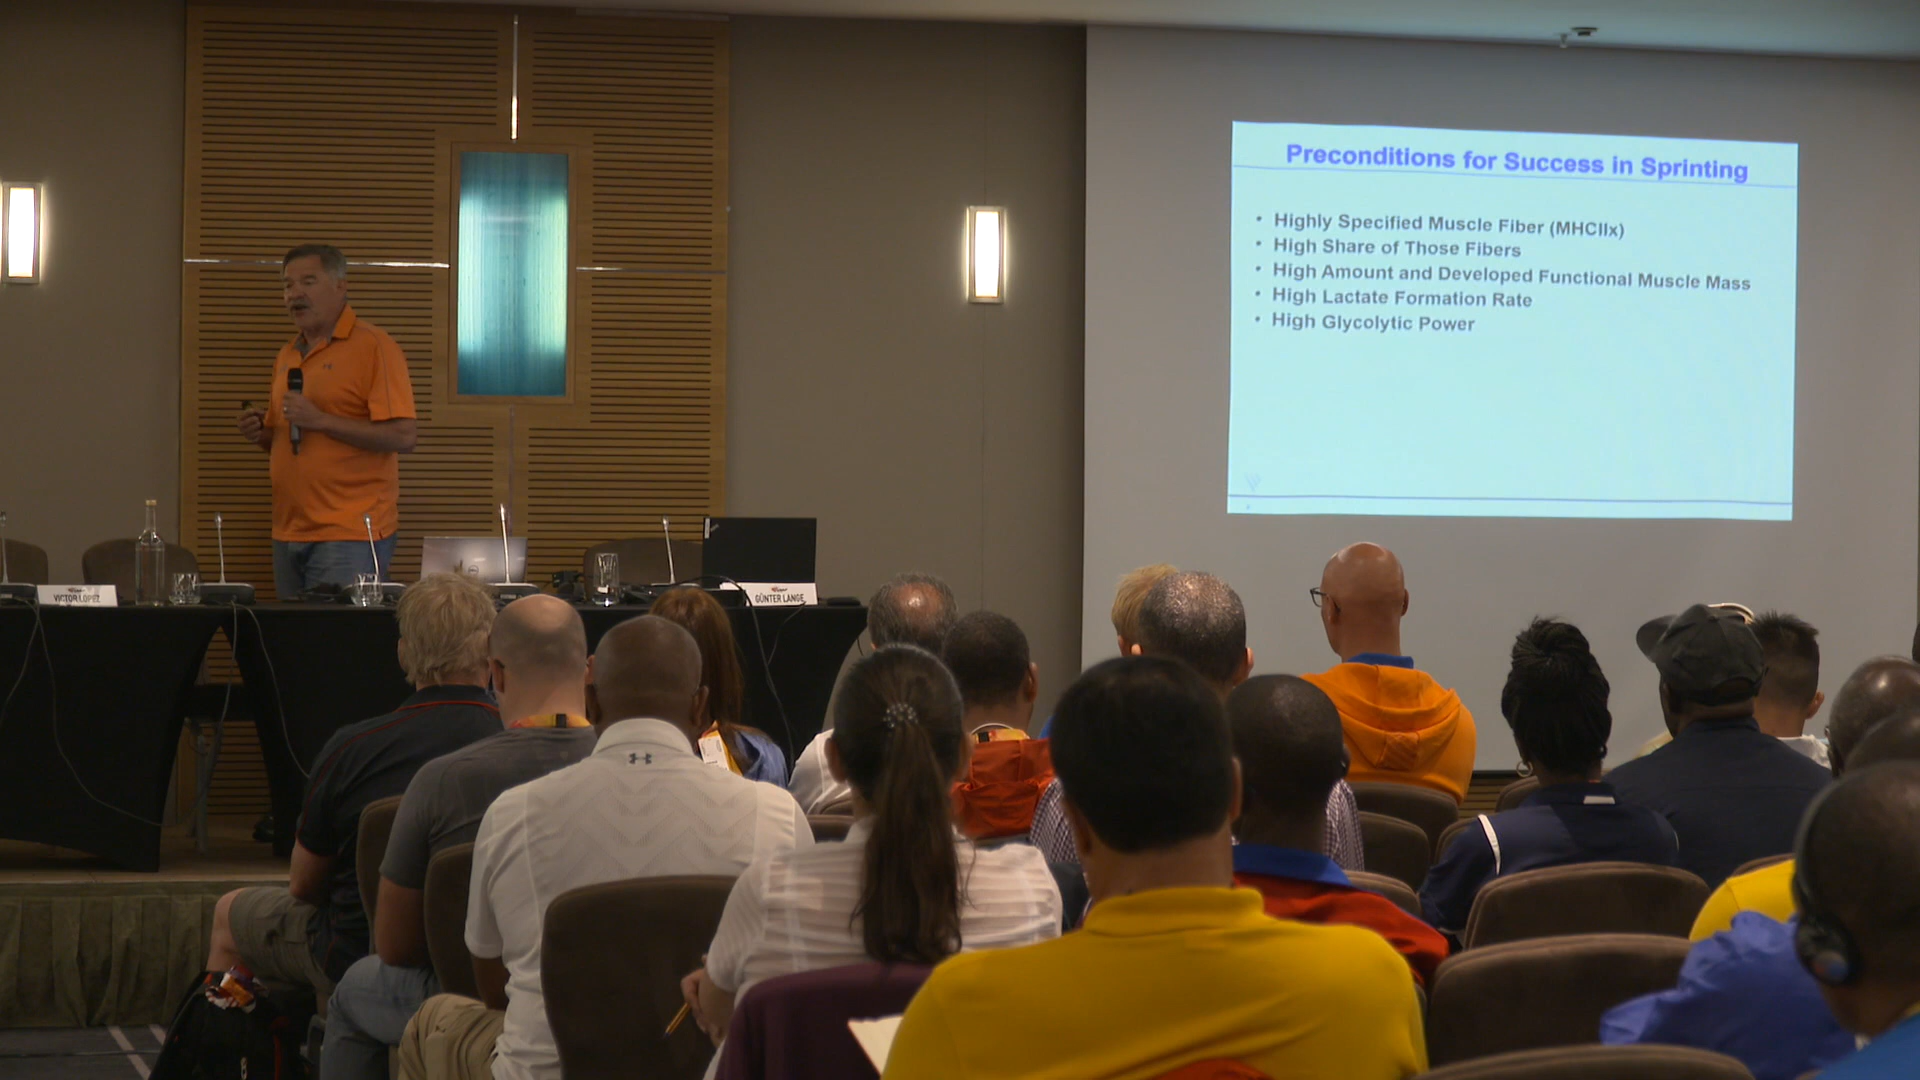 Preconditions for Success in Sprinting
• Highly Specified Muscle Fiber (MHCIIx)
• High Share of Those Fibers
• High Amount and Developed Functional Muscle Mass
• High Lactate Formation Rate
• High Glycolytic Power
VICTOR LOPEZ
GÜNTER LANGE
DELL